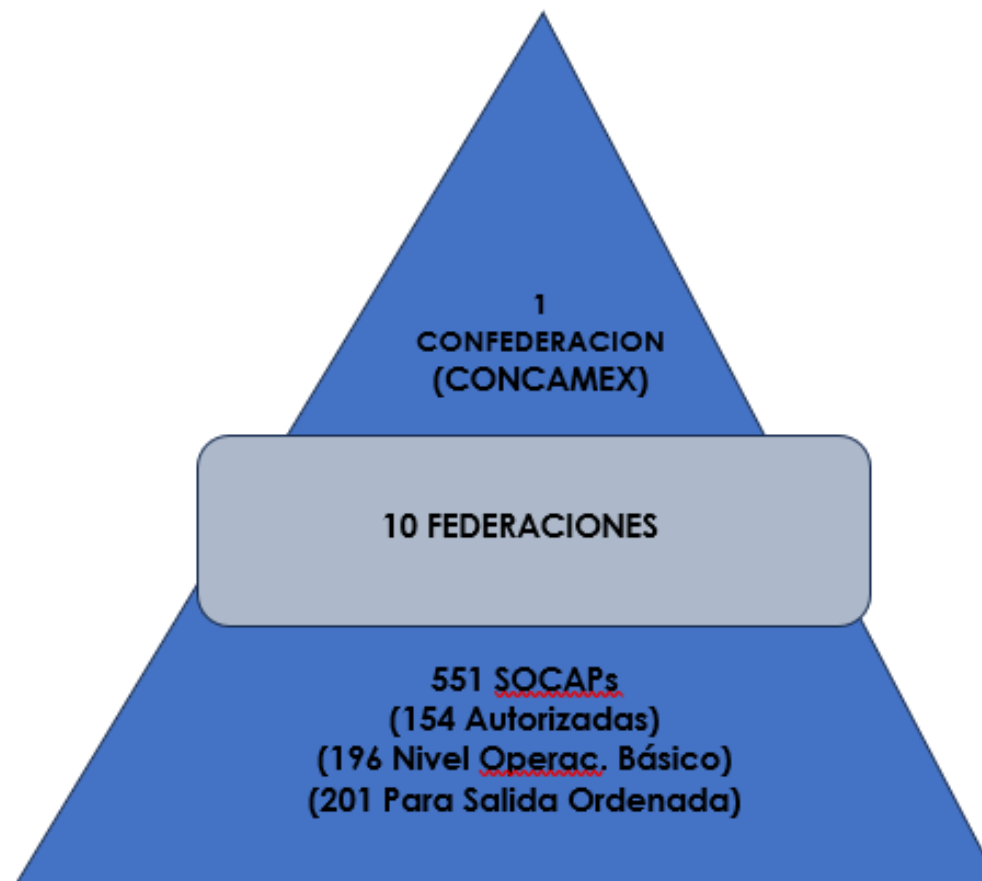 1
CONFEDERACION
(CONCAMEX)
10 FEDERACIONES
551 SOCAPs
(154 Autorizadas)
(196 Nivel Operac. Básico)
(201 Para Salida Ordenada)